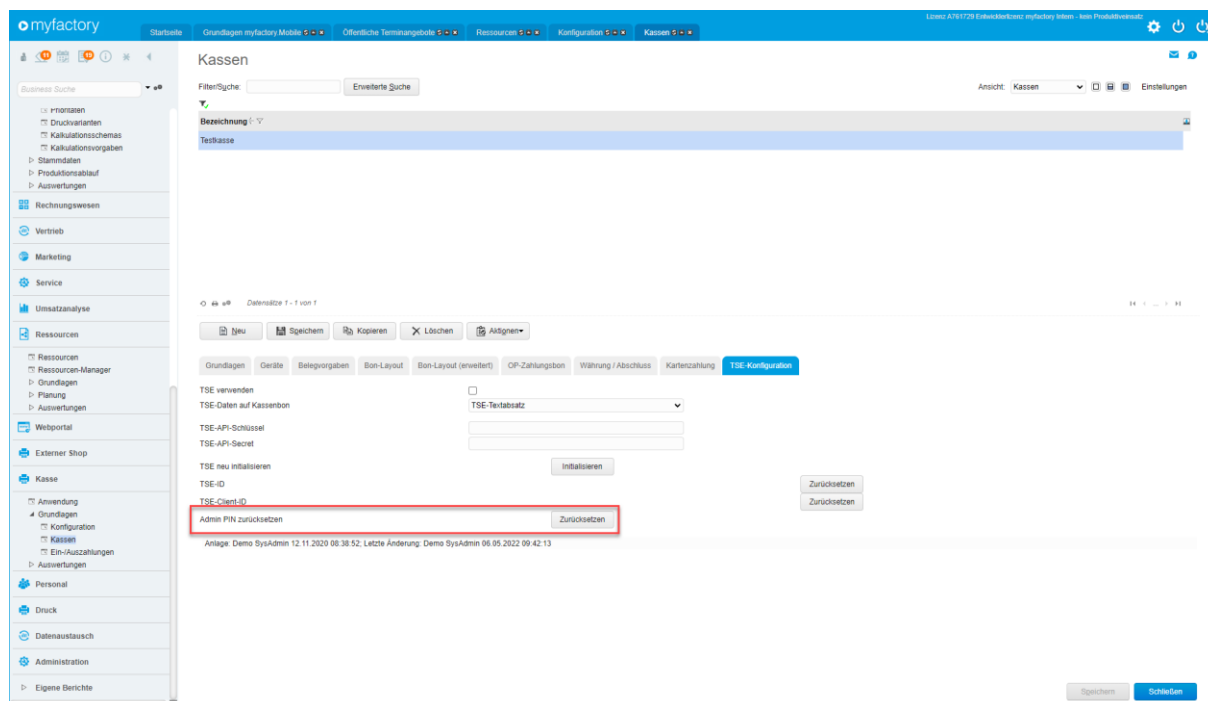 Lizenz A761729 Entwicklerlizenz myfactory Intern - kein Produktiveinsatz
myfactory
Startseite
Grundlagen myfactory.Mobile
Öffentliche Terminangebote
Ressourcen
Konfiguration
Kassen
Kassen
Business Suche
Filter/Suche:
Erweiterte Suche
Ansicht:
Kassen
Einstellungen
Bezeichnung
Testkasse
Prioritäten
Druckvarianten
Kalkulationsschemas
Kalkulationsvorgaben
Stammdaten
Produktionsablauf
Auswertungen
Rechnungswesen
Vertrieb
Marketing
Service
Umsatzanalyse
Ressourcen
Ressourcen
Ressourcen-Manager
Grundlagen
Planung
Auswertungen
Webportal
Externer Shop
Kasse
Anwendung
Grundlagen
Konfiguration
Kassen
Ein-/Auszahlungen
Auswertungen
Personal
Druck
Datenaustausch
Administration
Eigene Berichte
Datensätze 1 - 1 von 1
Neu
Speichern
Kopieren
Löschen
Aktionen
Grundlagen
Geräte
Belegvorgaben
Bon-Layout
Bon-Layout (erweitert)
OP-Zahlungsbon
Währung / Abschluss
Kartenzahlung
TSE-Konfiguration
TSE verwenden
TSE-Daten auf Kassenbon
TSE-Textabsatz
TSE-API-Schlüssel
TSE-API-Secret
TSE neu initialisieren
Initialisieren
TSE-ID
Zurücksetzen
TSE-Client-ID
Zurücksetzen
Admin PIN zurücksetzen
Zurücksetzen
Anlage: Demo SysAdmin 12.11.2020 08:38:52; Letzte Änderung: Demo SysAdmin 06.05.2022 09:42:13
Speichern
Schließen